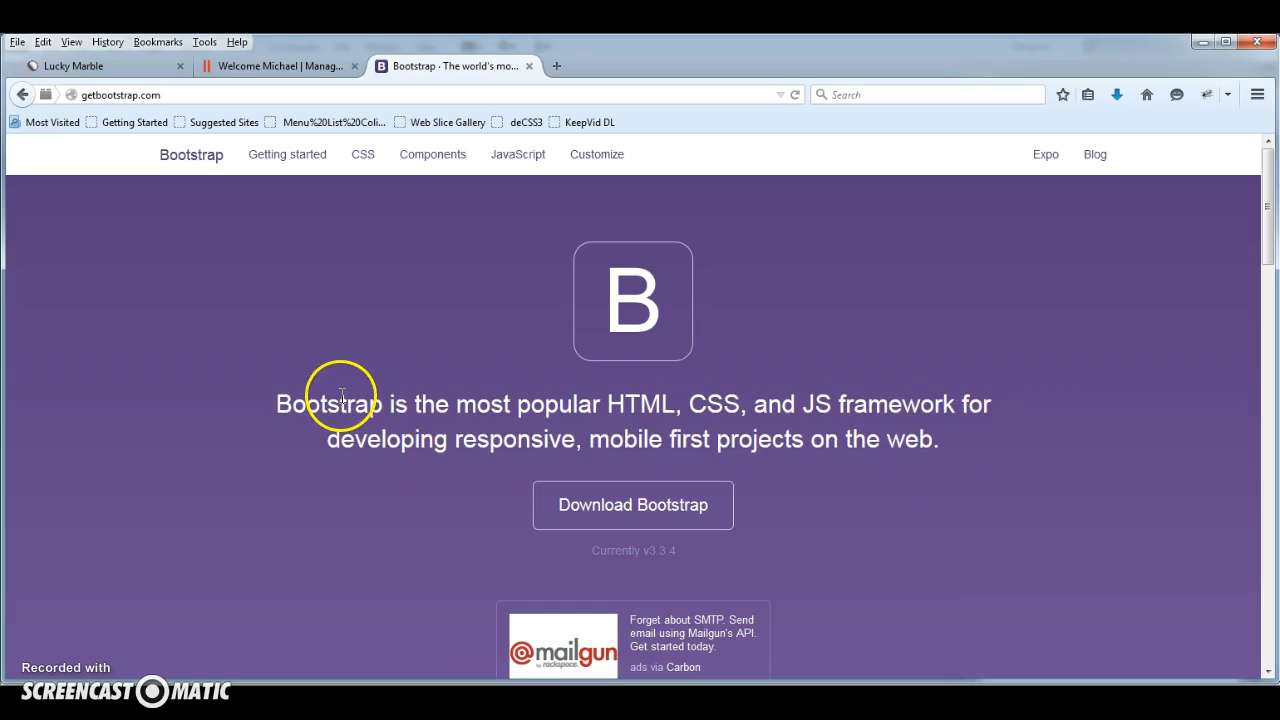 File Edit View History Bookmarks Tools Help
Lucky Marble
Welcome Michael | Manag...
Bootstrap · The world's mo...
getbootstrap.com
Search
Most Visited Getting Started Suggested Sites Menu%20List%20Coli... Web Slice Gallery deCSS3 KeepVid DL
Bootstrap Getting started CSS Components JavaScript Customize Expo Blog
B
Bootstrap is the most popular HTML, CSS, and JS framework for
developing responsive, mobile first projects on the web.
Download Bootstrap
Currently v3.3.4
@mailgun
by rackspace.
Forget about SMTP. Send
email using Mailgun's API.
Get started today.
ads via Carbon
Recorded with
SCREENCAST-O-MATIC